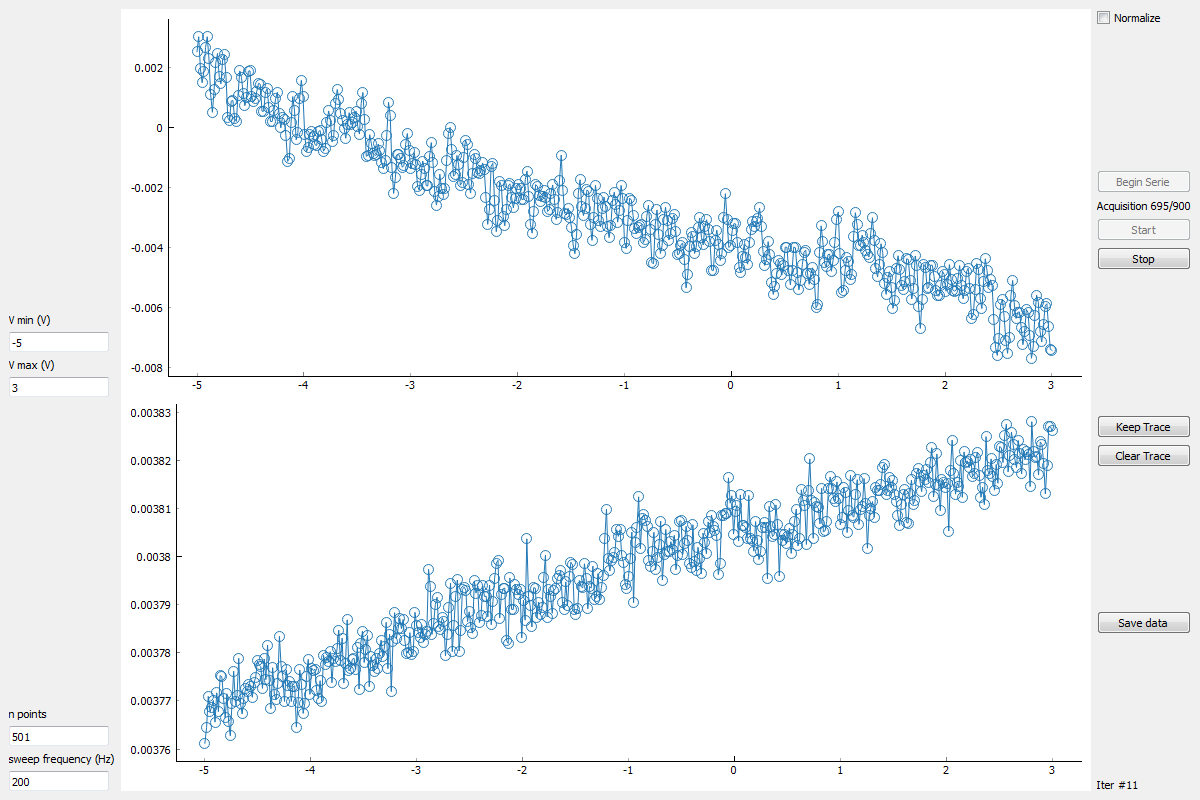 Normalize
0.002
0
-0.002
-0.004
-0.006
-0.008
-5 -4 -3 -2 -1 0 1 2 3
Begin Serie
Acquisition 695/900
Start
Stop
V min (V)
-5
V max (V)
3
0.00383
0.00382
0.00381
0.0038
0.00379
0.00378
0.00377
0.00376
-5 -4 -3 -2 -1 0 1 2 3
Keep Trace
Clear Trace
Save data
n points
501
sweep frequency (Hz)
200
Iter #11